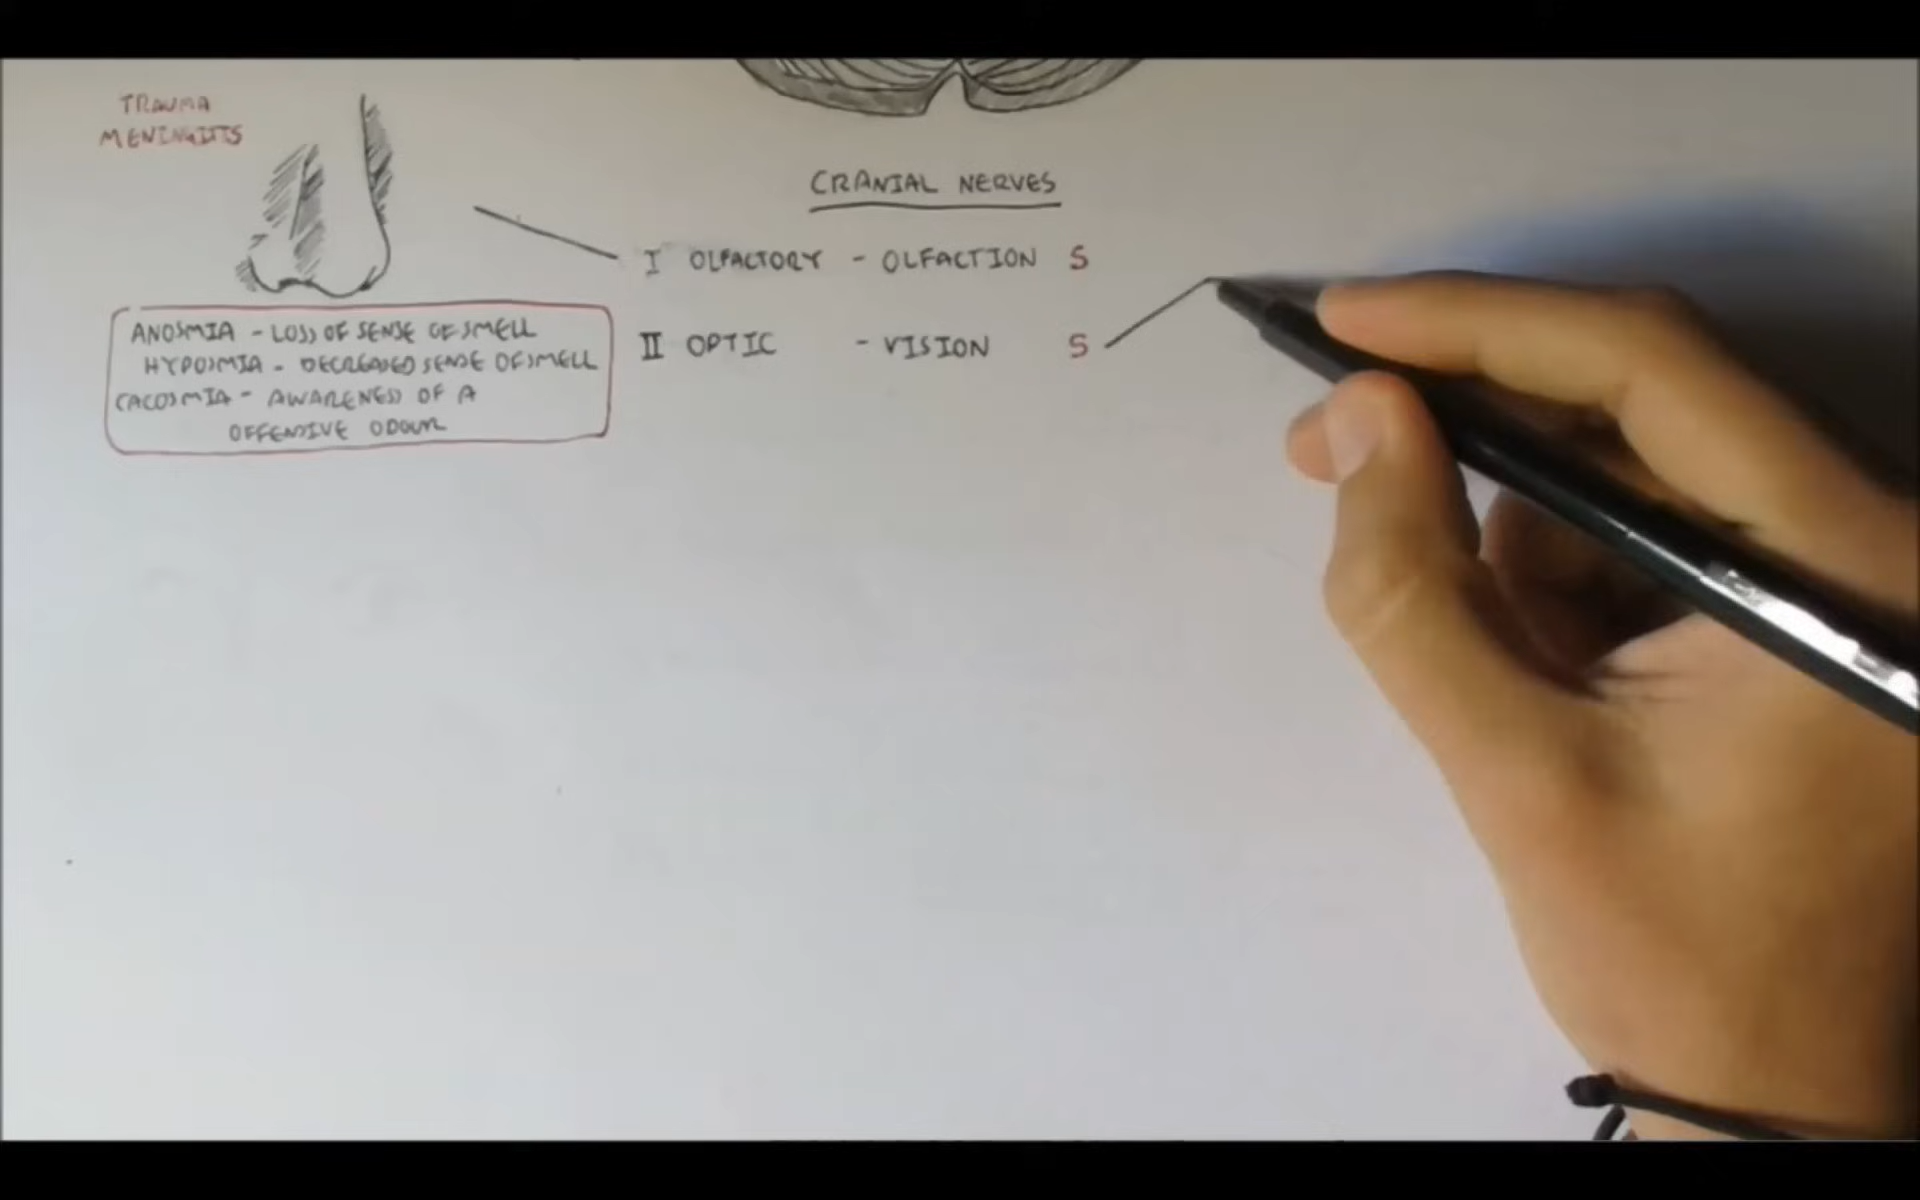 TRAUMA
MENINGITIS
CRANIAL NERVES
I OLFACTORY - OLFACTION S
II OPTIC - VISION S
ANOSMIA - LOSS OF SENSE OF SMELL
HYPOSMIA - DECREASED SENSE OF SMELL
CACOSMIA - AWARENESS OF A
OFFENSIVE ODOUR